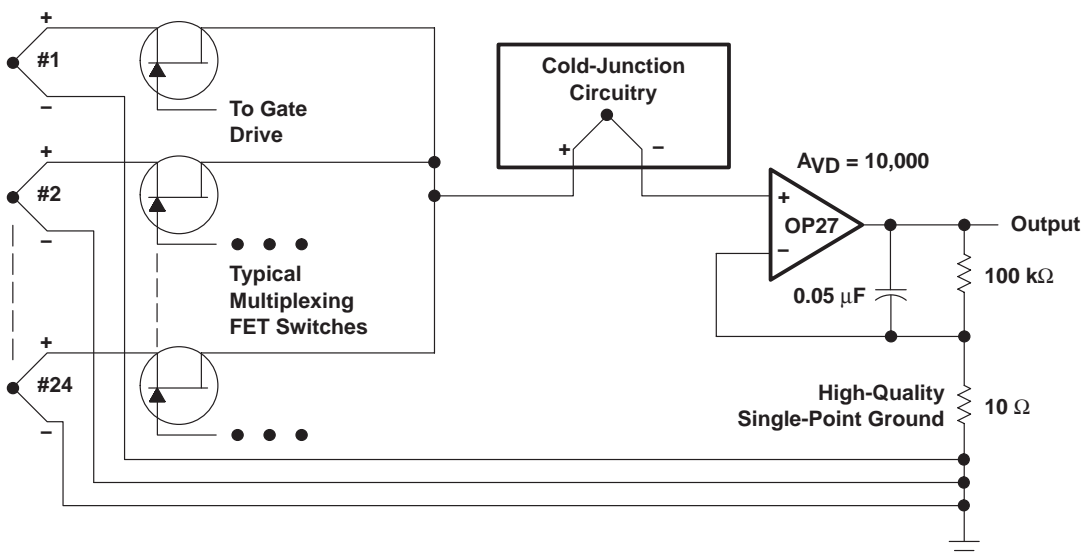 +
#1
−
To Gate
Drive
+
#2
−
Typical
Multiplexing
FET Switches
+
#24
−
Cold-Junction
Circuitry
+
−
AVD = 10,000
+
OP27
−
Output
100 kΩ
0.05 μF
High-Quality
Single-Point Ground
10 Ω